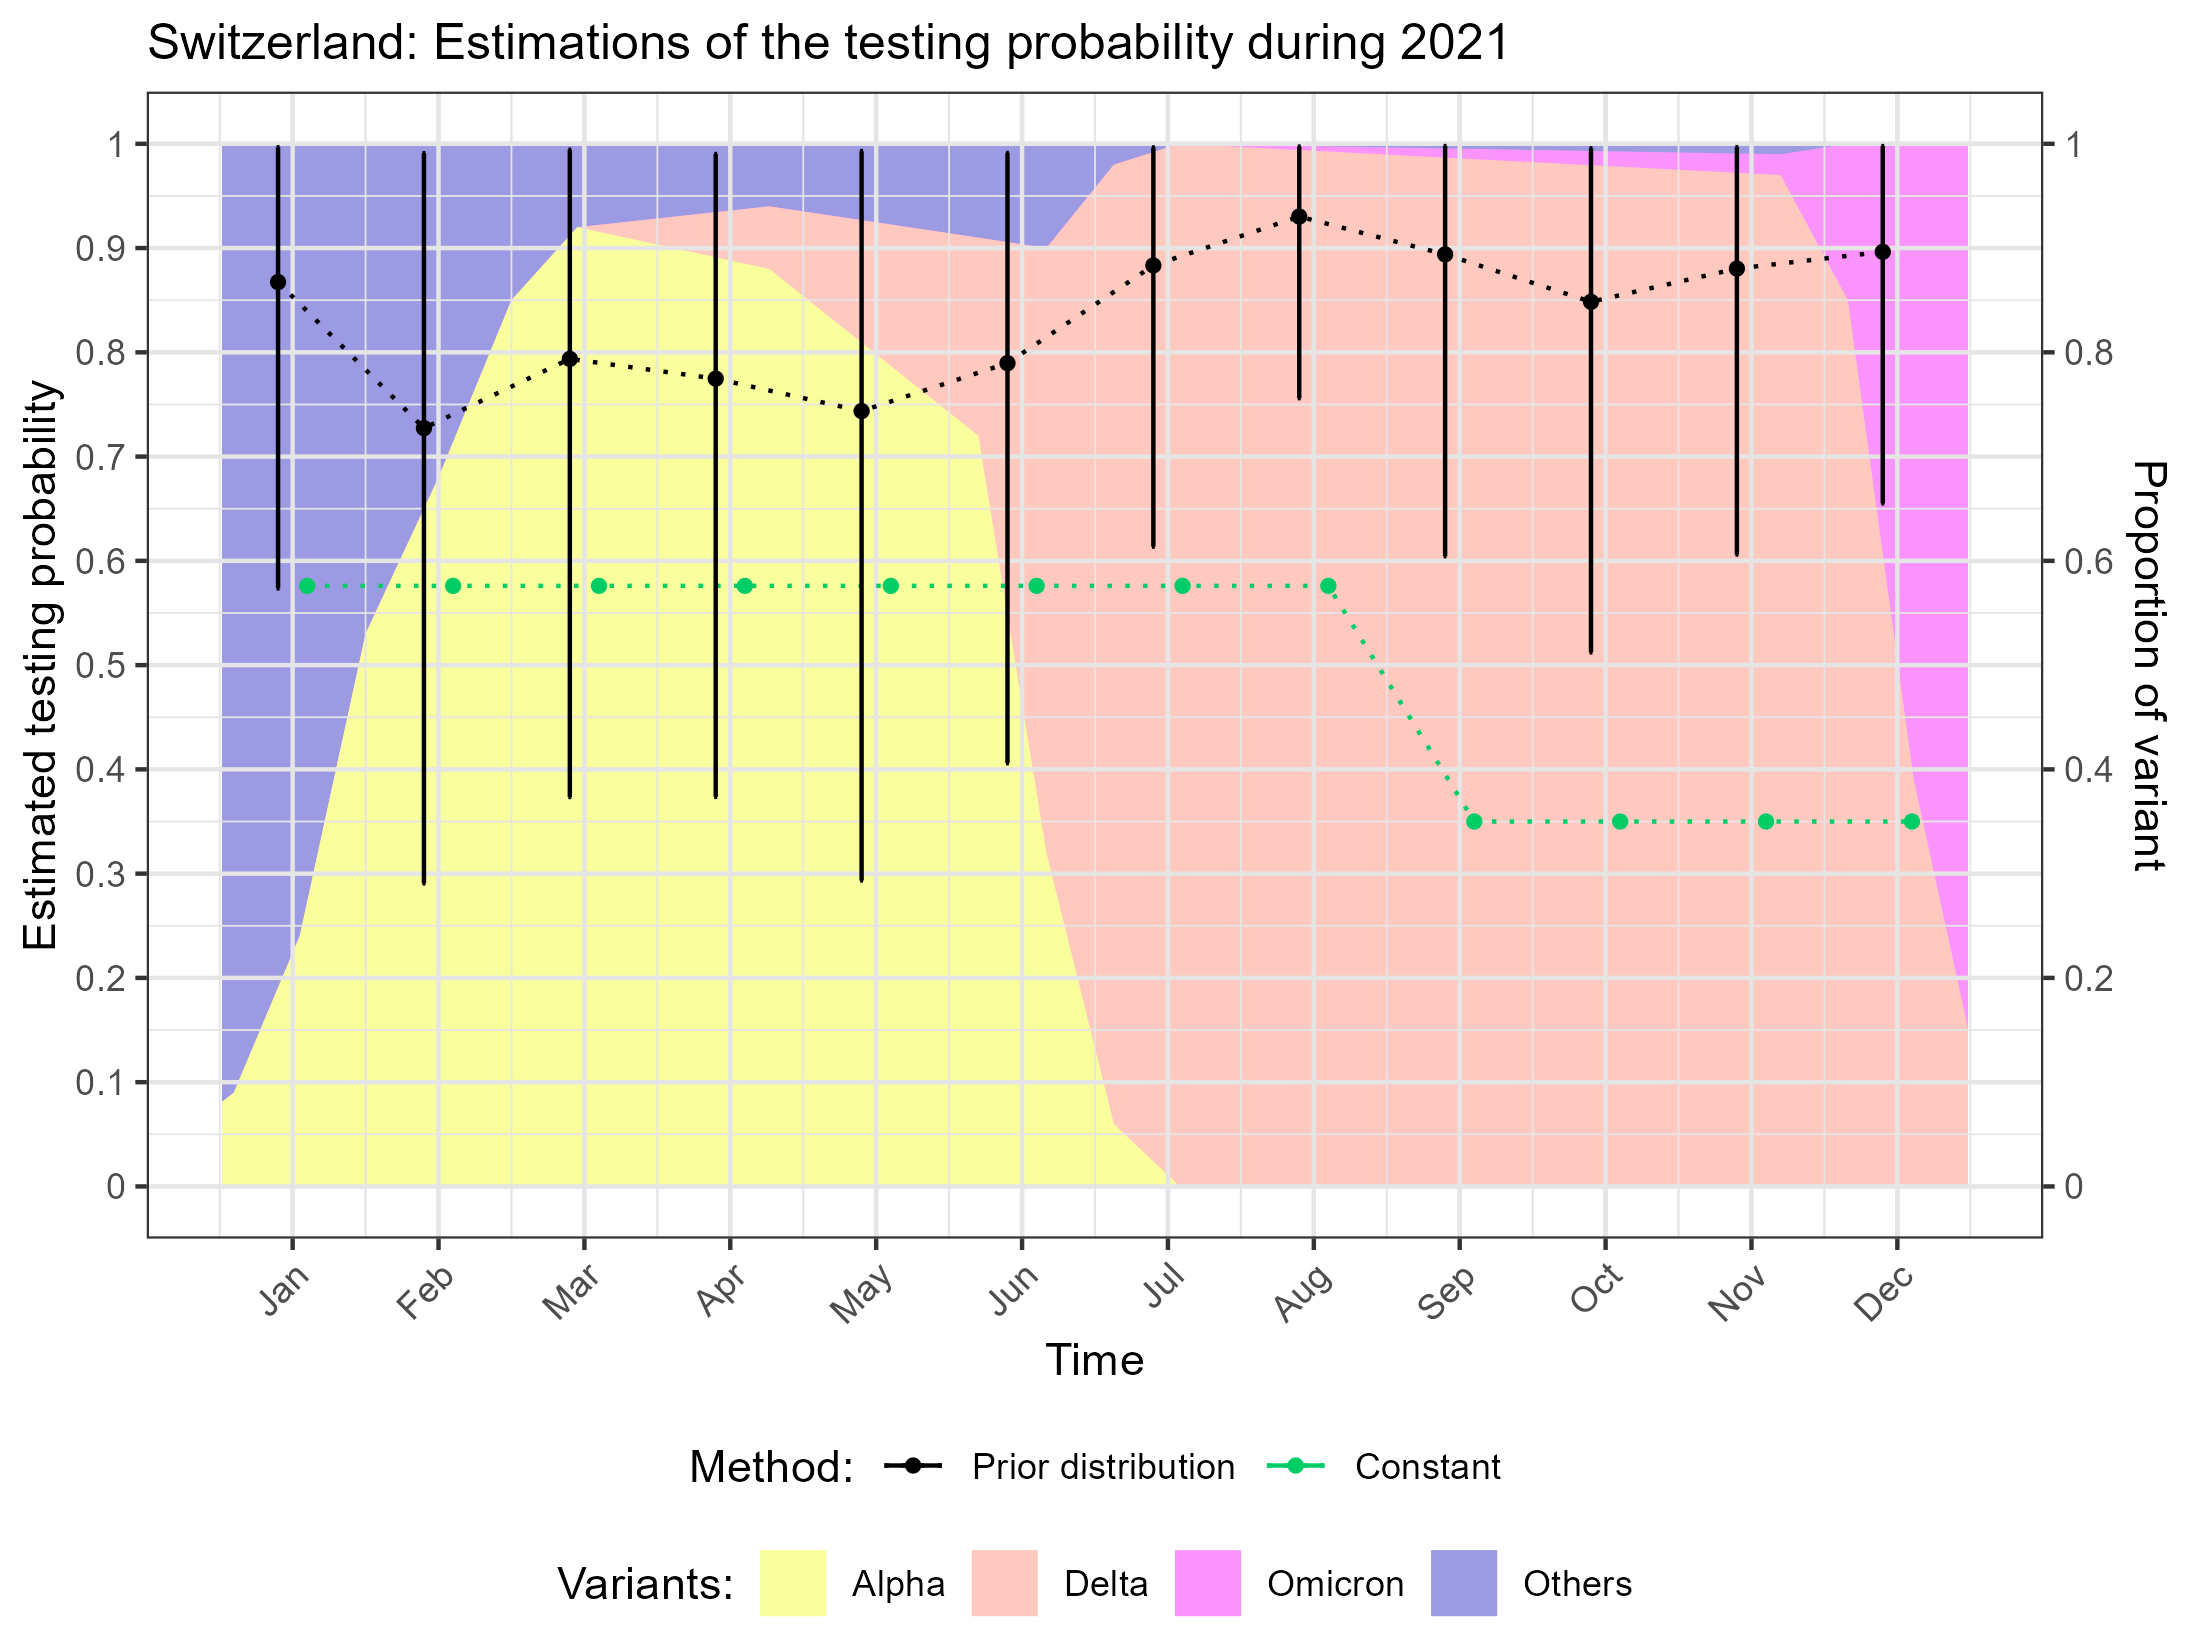 Switzerland: Estimations of the testing probability during 2021
Estimated testing probability
1
0.9
0.8
0.7
0.6
0.5
0.4
0.3
0.2
0.1
0
1
0.8
0.6
0.4
0.2
0
Proportion of variant
Jan Feb Mar Apr May Jun Jul Aug Sep Oct Nov Dec
Time
Method: Prior distribution Constant
Variants: Alpha Delta Omicron Others